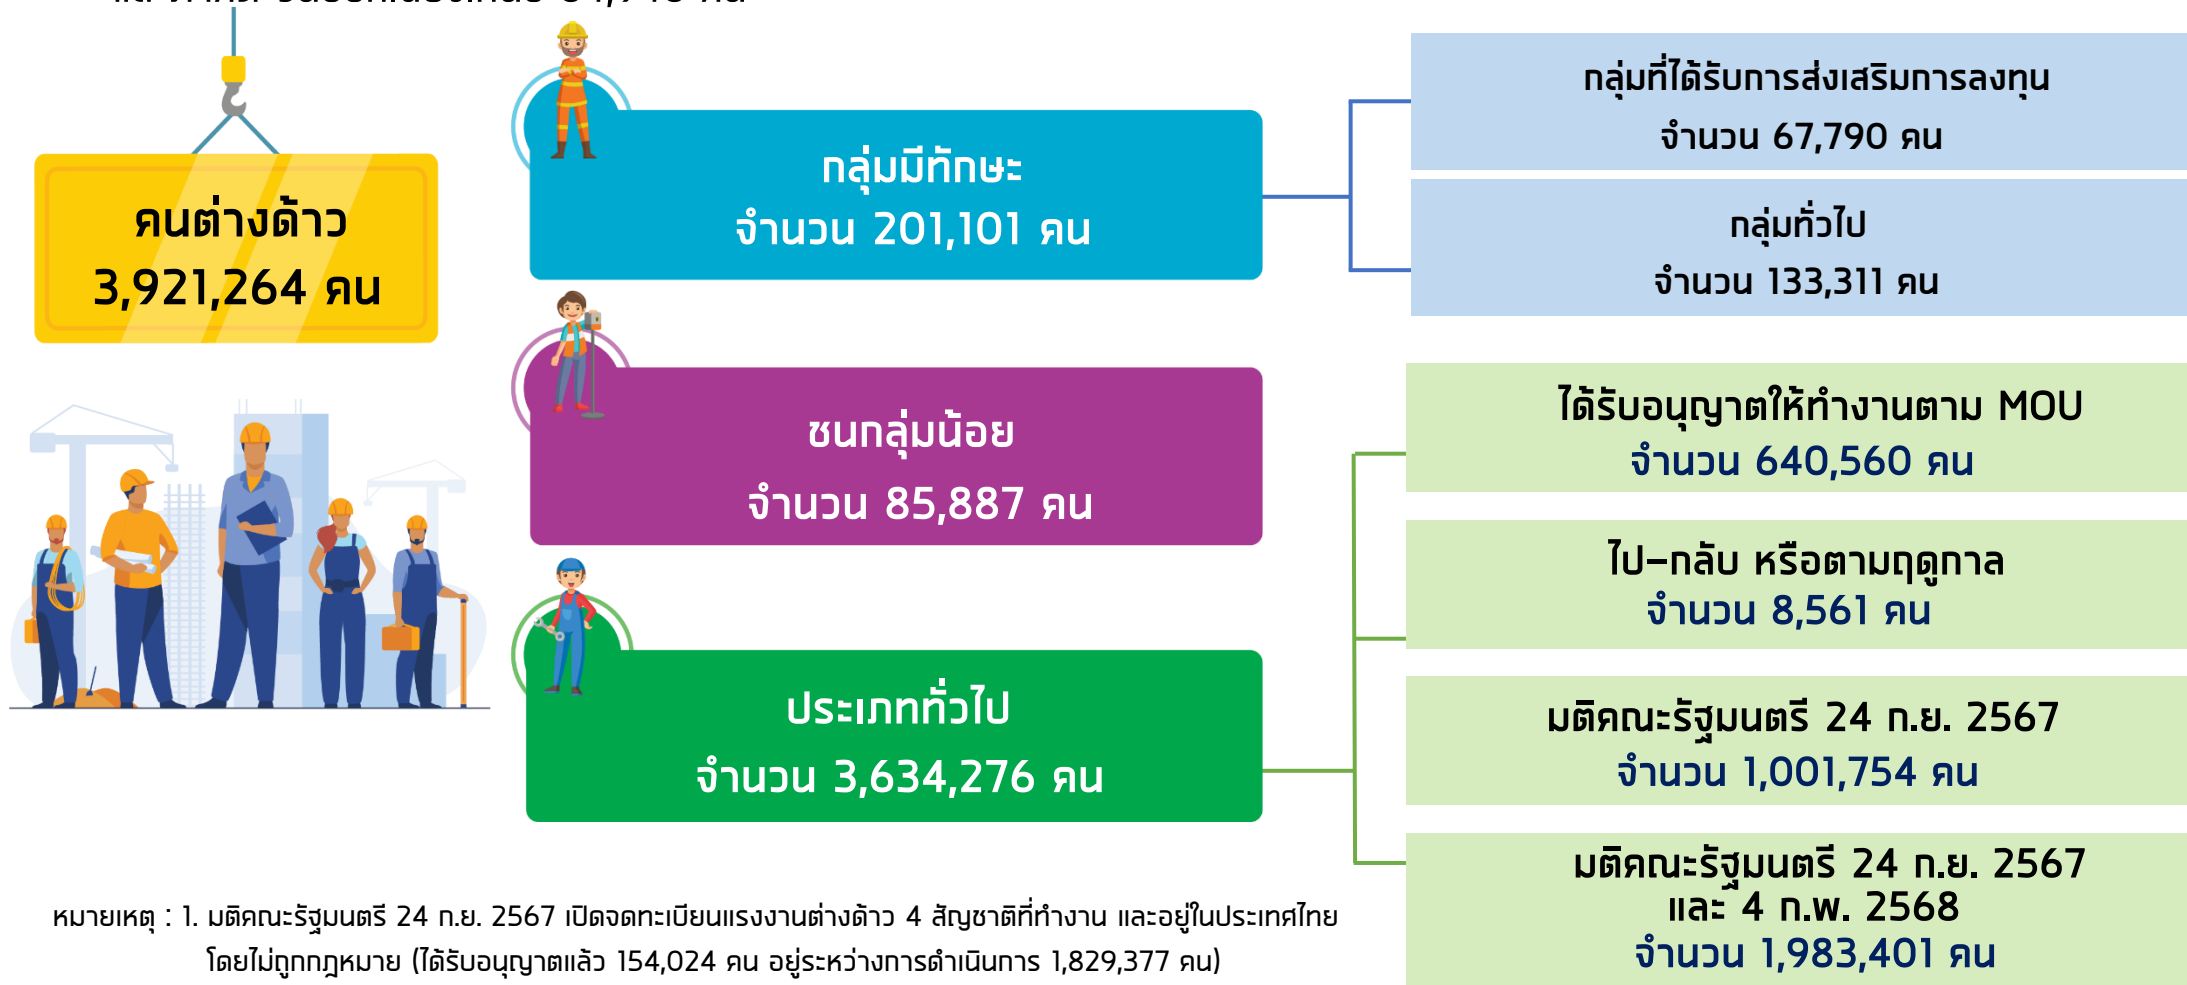 คนต่างด้าว
3,921,264 คน
กลุ่มมีทักษะ
จำนวน 201,101 คน
กลุ่มที่ได้รับการส่งเสริมการลงทุน
จำนวน 67,790 คน
กลุ่มทั่วไป
จำนวน 133,311 คน
ชนกลุ่มน้อย
จำนวน 85,887 คน
ประเภททั่วไป
จำนวน 3,634,276 คน
ได้รับอนุญาตให้ทำงานตาม MOU
จำนวน 640,560 คน
ไป-กลับ หรือตามฤดูกาล
จำนวน 8,561 คน
มติคณะรัฐมนตรี 24 ก.ย. 2567
จำนวน 1,001,754 คน
มติคณะรัฐมนตรี 24 ก.ย. 2567
และ 4 ก.พ. 2568
จำนวน 1,983,401 คน
หมายเหตุ : 1. มติคณะรัฐมนตรี 24 ก.ย. 2567 เปิดจดทะเบียนแรงงานต่างด้าว 4 สัญชาติที่ทำงาน และอยู่ในประเทศไทย
โดยไม่ถูกกฎหมาย (ได้รับอนุญาตแล้ว 154,024 คน อยู่ระหว่างการดำเนินการ 1,829,377 คน)